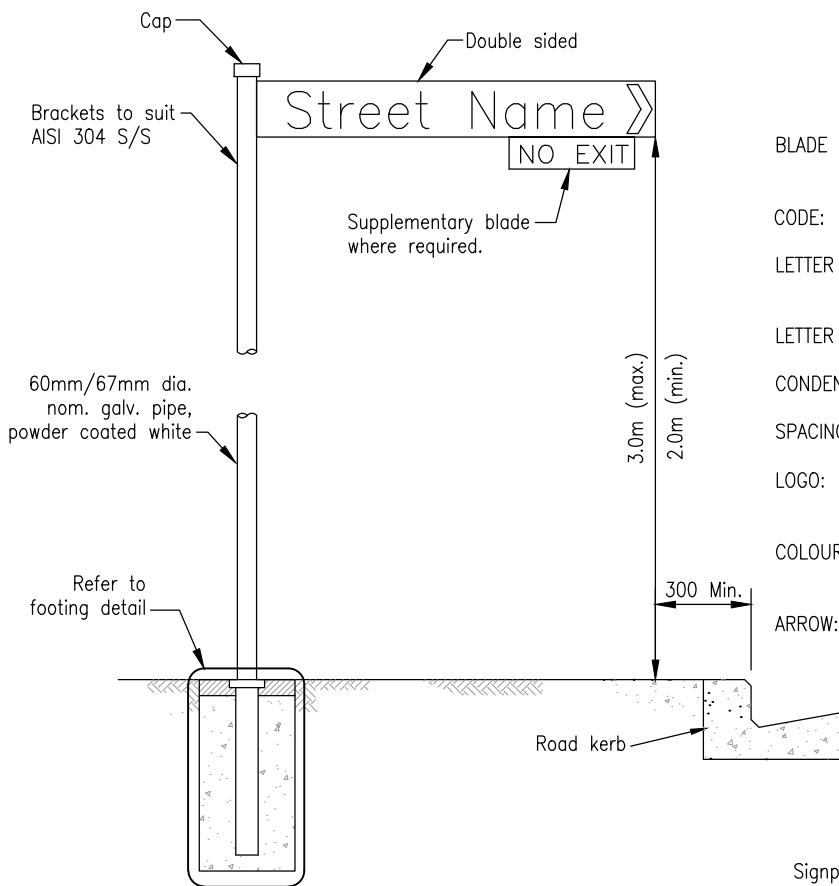 Cap
Double sided
Street Name
Brackets to suit
AISI 304 S/S
NO EXIT
Supplementary blade
where required.
BLADE
CODE:
LETTER
LETTER
3.0m (max.)
2.0m (min.)
60mm/67mm dia.
nom. galv. pipe,
powder coated white
LOGO:
Refer to
footing detail
300 Min.
ARROW:
Road kerb